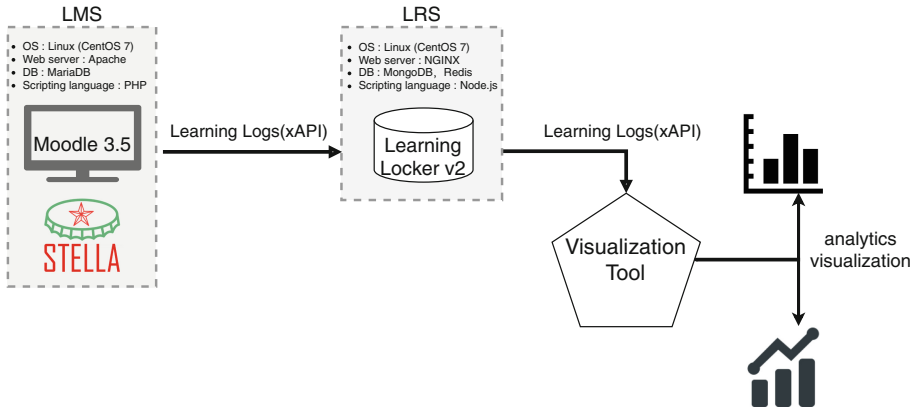 LMS
• OS : Linux (CentOS 7)
• Web server : Apache
• DB : MariaDB
• Scripting language : PHP
Moodle 3.5
STELLA
Learning Logs(xAPI)
LRS
• OS : Linux (CentOS 7)
• Web server : NGINX
• DB : MongoDB, Redis
• Scripting language : Node.js
Learning
Locker v2
Learning Logs(xAPI)
Visualization
Tool
analytics
visualization